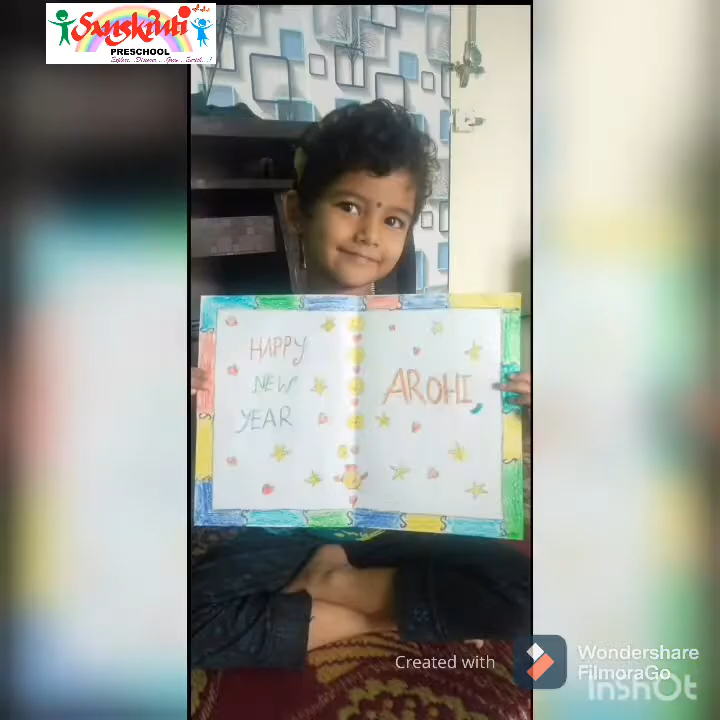 Sanskruti
PRESCHOOL
HAPPY
NEW
YEAR
AROHI
Created with
Wondershare
FilmoraGo
InShOt